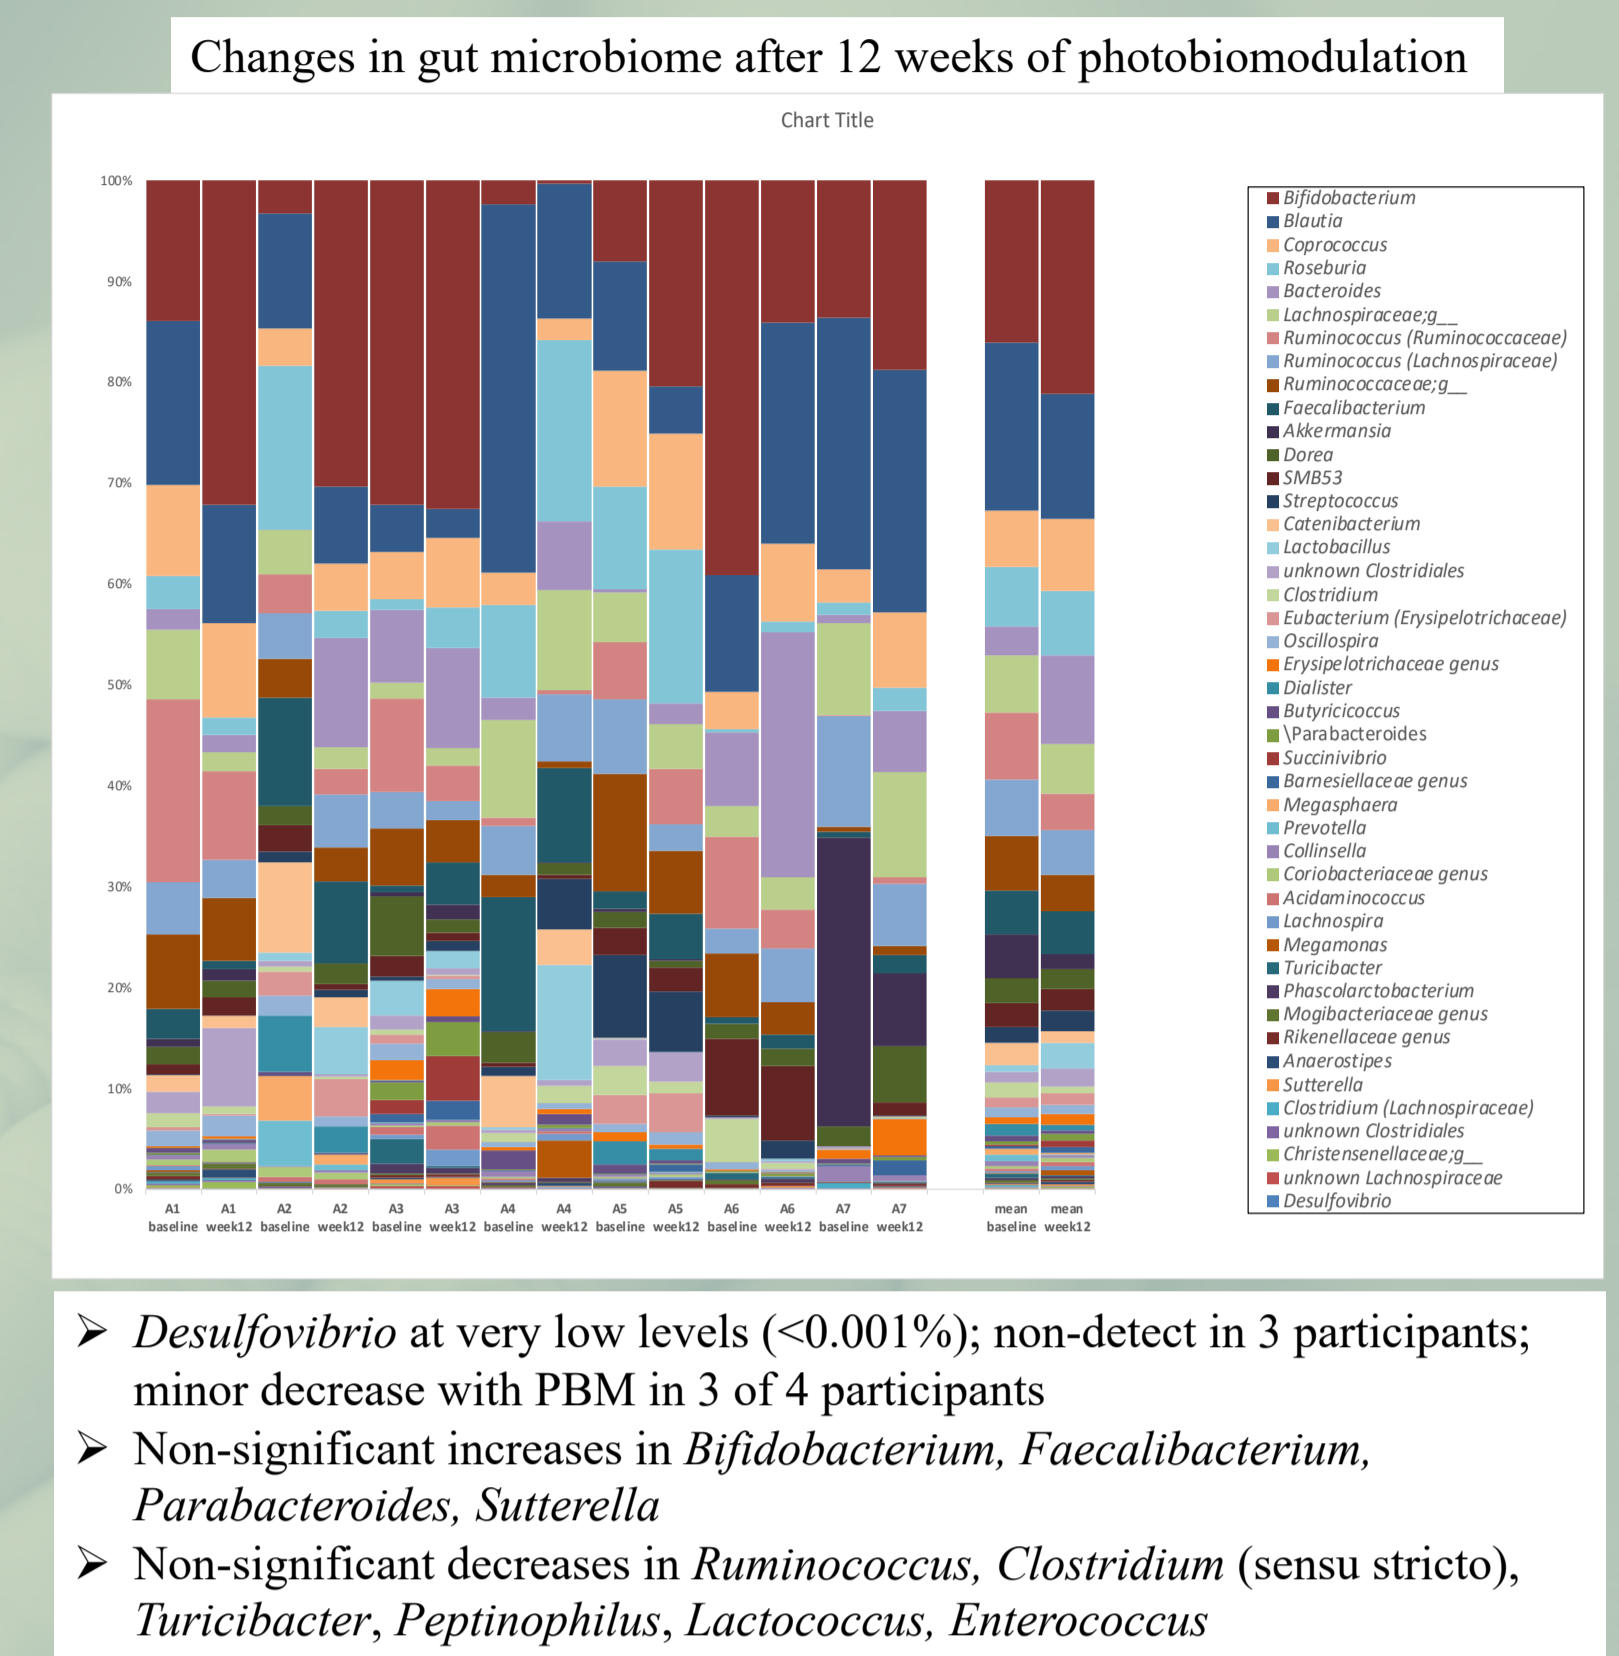 Changes in gut microbiome after 12 weeks of photobiomodulation
Chart Title
100%
90%
80%
70%
60%
50%
40%
30%
20%
10%
0%
A1 baseline
A1 week12
A2 baseline
A2 week12
A3 baseline
A3 week12
A4 baseline
A4 week12
A5 baseline
A5 week12
A6 baseline
A6 week12
A7 baseline
A7 week12
mean baseline
mean week12
Bifidobacterium
Blautia
Coprococcus
Roseburia
Bacteroides
Lachnospiraceae;g__
Ruminococcus (Ruminococcaceae)
Ruminococcus (Lachnospiraceae)
Ruminococcaceae;g__
Faecalibacterium
Akkermansia
Dorea
SMB53
Streptococcus
Catenibacterium
Lactobacillus
unknown Clostridiales
Clostridium
Eubacterium (Erysipelotrichaceae)
Oscillospira
Erysipelotrichaceae genus
Dialister
Butyricicoccus
\Parabacteroides
Succinivibrio
Barnesiellaceae genus
Megasphaera
Prevotella
Collinsella
Coriobacteriaceae genus
Acidaminococcus
Lachnospira
Megamonas
Turicibacter
Phascolarctobacterium
Mogibacteriaceae genus
Rikenellaceae genus
Anaerostipes
Sutterella
Clostridium (Lachnospiraceae)
unknown Clostridiales
Christensenellaceae;g__
unknown Lachnospiraceae
Desulfovibrio
➢ Desulfovibrio at very low levels (<0.001%); non-detect in 3 participants;
minor decrease with PBM in 3 of 4 participants
➢ Non-significant increases in Bifidobacterium, Faecalibacterium,
Parabacteroides, Sutterella
➢ Non-significant decreases in Ruminococcus, Clostridium (sensu stricto),
Turicibacter, Peptinophilus, Lactococcus, Enterococcus